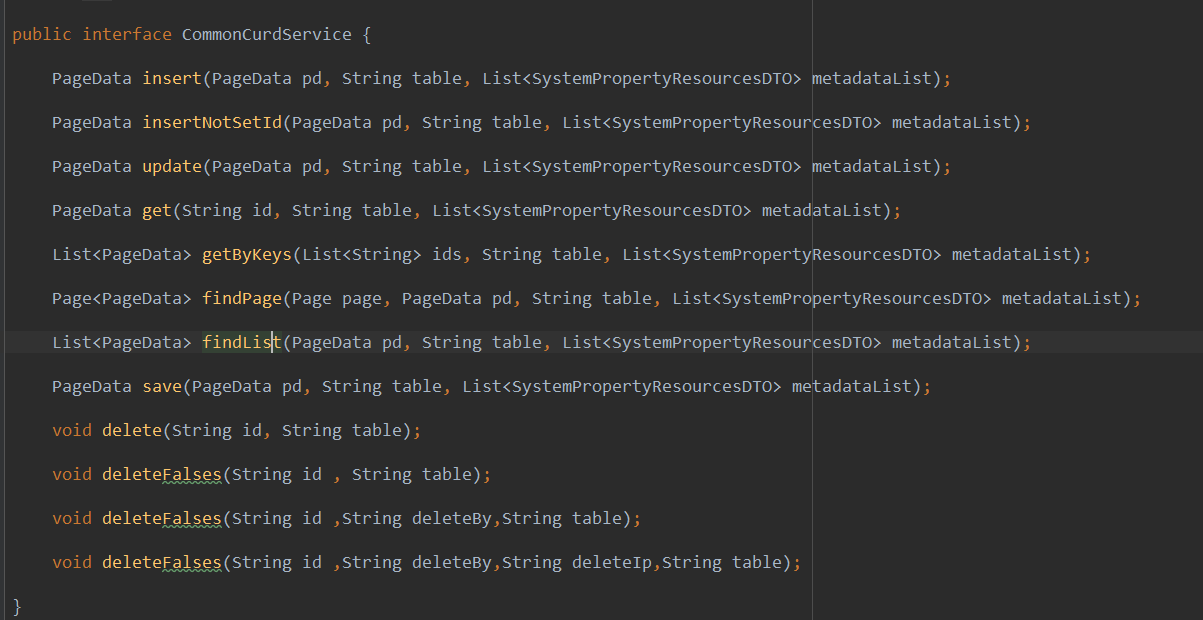 public interface CommonCurdService {
PageData insert(PageData pd, String table, List<SystemPropertyResourcesDTO> metadataList);
PageData insertNotSetId(PageData pd, String table, List<SystemPropertyResourcesDTO> metadataList);
PageData update(PageData pd, String table, List<SystemPropertyResourcesDTO> metadataList);
PageData get(String id, String table, List<SystemPropertyResourcesDTO> metadataList);
List<PageData> getByKeys(List<String> ids, String table, List<SystemPropertyResourcesDTO> metadataList);
Page<PageData> findPage(Page page, PageData pd, String table, List<SystemPropertyResourcesDTO> metadataList);
List<PageData> findList(PageData pd, String table, List<SystemPropertyResourcesDTO> metadataList);
PageData save(PageData pd, String table, List<SystemPropertyResourcesDTO> metadataList);
void delete(String id, String table);
void deleteFalses(String id , String table);
void deleteFalses(String id ,String deleteBy,String table);
void deleteFalses(String id ,String deleteBy,String deleteIp,String table);
}